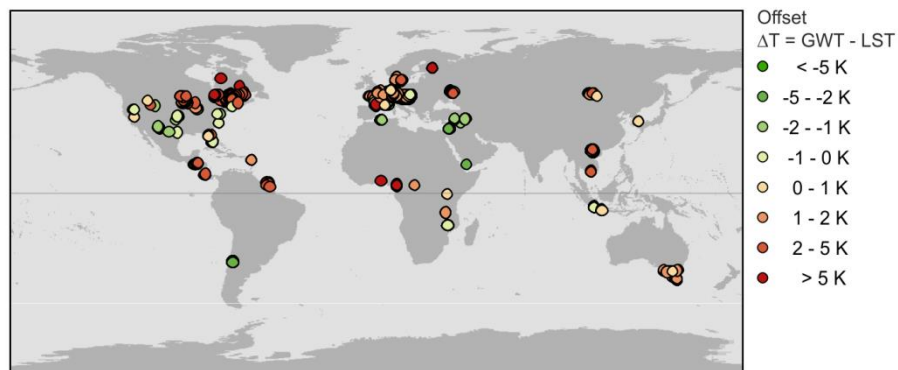 Offset
ΔT = GWT - LST
< -5 K
-5 - -2 K
-2 - -1 K
-1 - 0 K
0 - 1 K
1 - 2 K
2 - 5 K
> 5 K